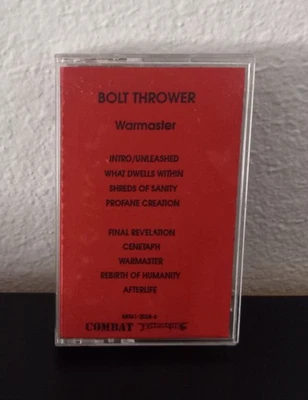 BOLT THROWER
Warmaster
INTRO/UNLEASHED
WHAT DWELLS WITHIN
SHREDS OF SANITY
PROFANE CREATION
FINAL REVELATION
CENETAPH
WARMASTER
REBIRTH OF HUMANITY
AFTERLIFE
COMBAT